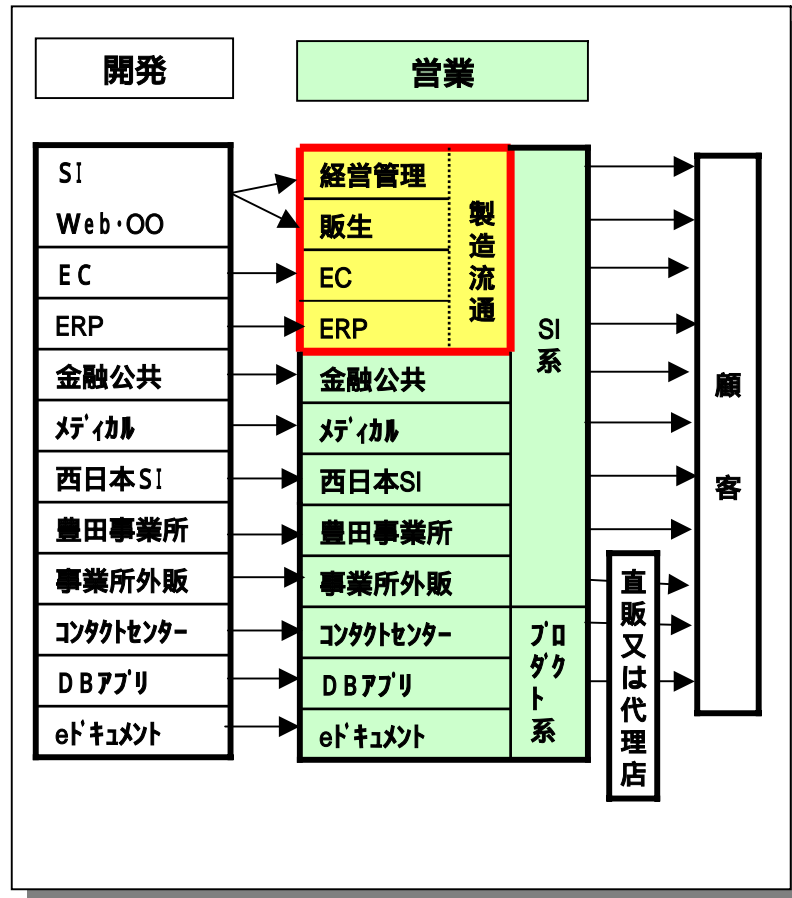 開発
営業
SI
Web・OO
EC
ERP
金融公共
ﾒﾃﾞｨｶﾙ
西日本SI
豊田事業所
事業所外販
ｺﾝﾀｸﾄｾﾝﾀｰ
DBｱﾌﾟﾘ
eﾄﾞｷｭﾒﾝﾄ
経営管理
販生
EC
ERP
製造流通
金融公共
ﾒﾃﾞｨｶﾙ
西日本SI
豊田事業所
事業所外販
ｺﾝﾀｸﾄｾﾝﾀｰ
DBｱﾌﾟﾘ
eﾄﾞｷｭﾒﾝﾄ
SI系
ﾌﾟﾛﾀﾞｸﾄ系
直販又は代理店
顧客